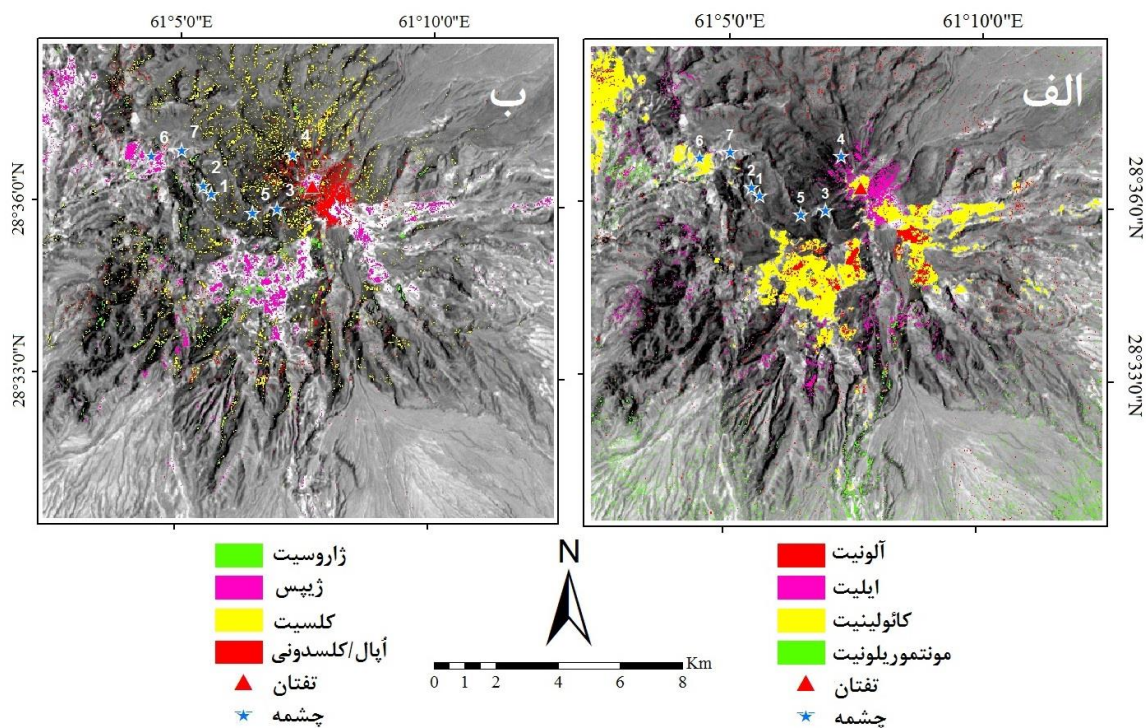 61°5'0"E
61°10'0"E
61°5'0"E
61°10'0"E
ب
الف
6
7
2
1
5
3
4
6
7
2
1
5
3
4
28°36'0"N
28°36'0"N
28°33'0"N
28°33'0"N
ژاروسیت
ژیپس
کلسیت
اُپال/کلسدونی
تفتان
چشمه
N
Km
0 1 2 4 6 8
آلونیت
ایلیت
کائولینیت
مونتموریلونیت
تفتان
چشمه